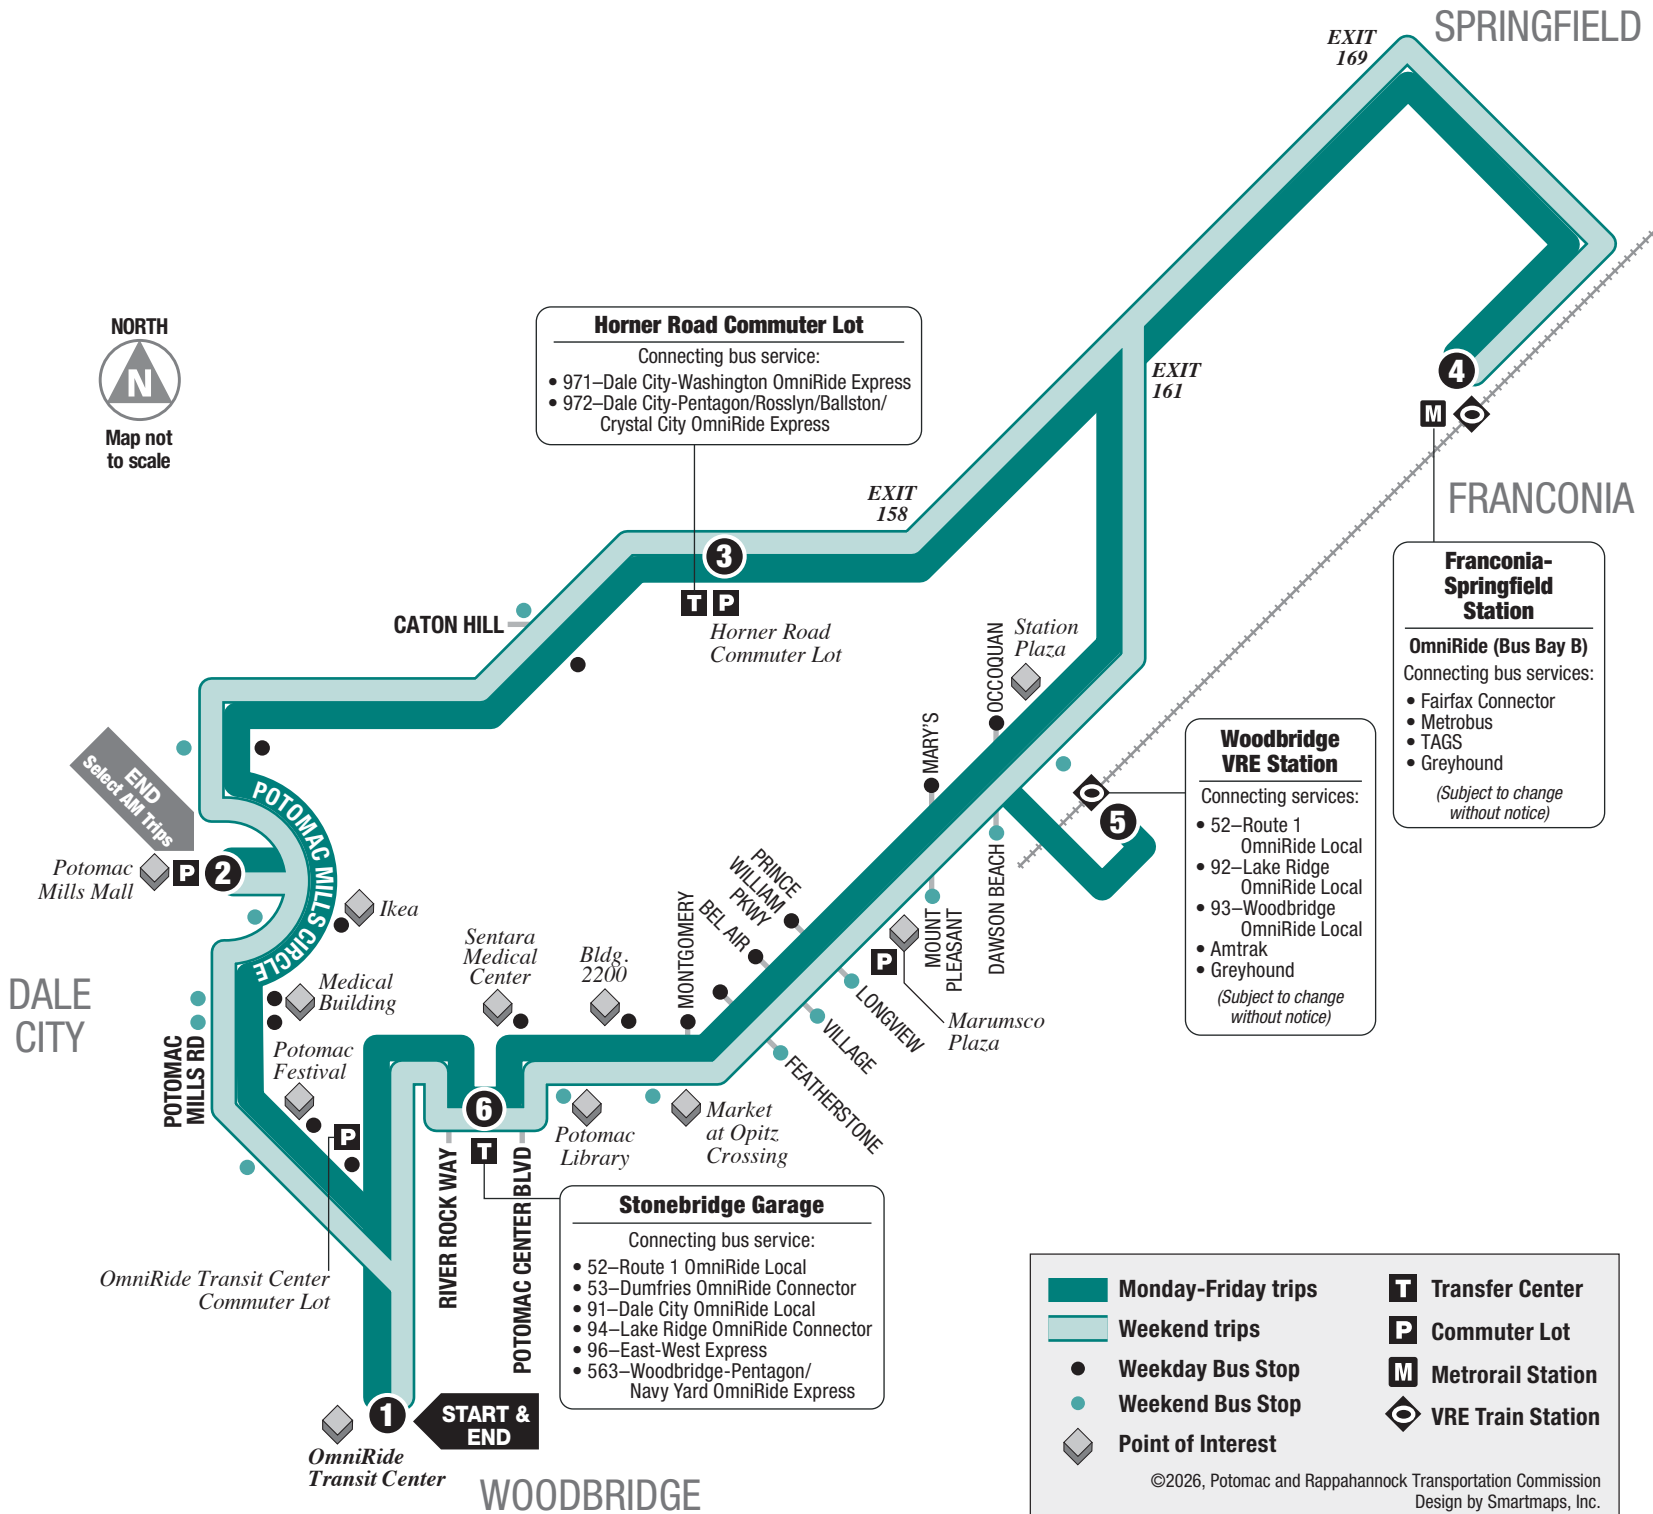 SPRINGFIELD
EXIT
169
NORTH
N
Map not
to scale
Horner Road Commuter Lot
Connecting bus service:
• 971–Dale City-Washington OmniRide Express
• 972–Dale City-Pentagon/Rosslyn/Ballston/
Crystal City OmniRide Express
EXIT
161
4
M
FRANCONIA
EXIT
158
3
T P
Horner Road
Commuter Lot
CATON HILL
Franconia-
Springfield
Station
OmniRide (Bus Bay B)
Connecting bus services:
• Fairfax Connector
• Metrobus
• TAGS
• Greyhound
(Subject to change
without notice)
OCCOQUAN
Station
Plaza
MARY'S
Woodbridge
VRE Station
Connecting services:
• 52–Route 1
OmniRide Local
• 92–Lake Ridge
OmniRide Local
• 93–Woodbridge
OmniRide Local
• Amtrak
• Greyhound
(Subject to change
without notice)
5
END
Select AM Trips
POTOMAC MILLS CIRCLE
Potomac
Mills Mall
P
2
Ikea
PRINCE
WILLIAM
PKWY
BEL AIR
MONTGOMERY
DAWSON BEACH
MOUNT
PLEASANT
P
Marumsco
Plaza
LONGVIEW
VILLAGE
FEATHERSTONE
Sentara
Medical
Center
Bldg.
2200
DALE
CITY
Medical
Building
POTOMAC
MILLS RD
Potomac
Festival
P
6
T
Potomac
Library
Market
at Opitz
Crossing
RIVER ROCK WAY
POTOMAC CENTER BLVD
OmniRide Transit Center
Commuter Lot
Stonebridge Garage
Connecting bus service:
• 52–Route 1 OmniRide Local
• 53–Dumfries OmniRide Connector
• 91–Dale City OmniRide Local
• 94–Lake Ridge OmniRide Connector
• 96–East-West Express
• 563–Woodbridge-Pentagon/
Navy Yard OmniRide Express
1
START &
END
OmniRide
Transit Center
WOODBRIDGE
Monday-Friday trips
Weekend trips
Weekday Bus Stop
Weekend Bus Stop
Point of Interest
T Transfer Center
P Commuter Lot
M Metrorail Station
VRE Train Station
©2026, Potomac and Rappahannock Transportation Commission
Design by Smartmaps, Inc.